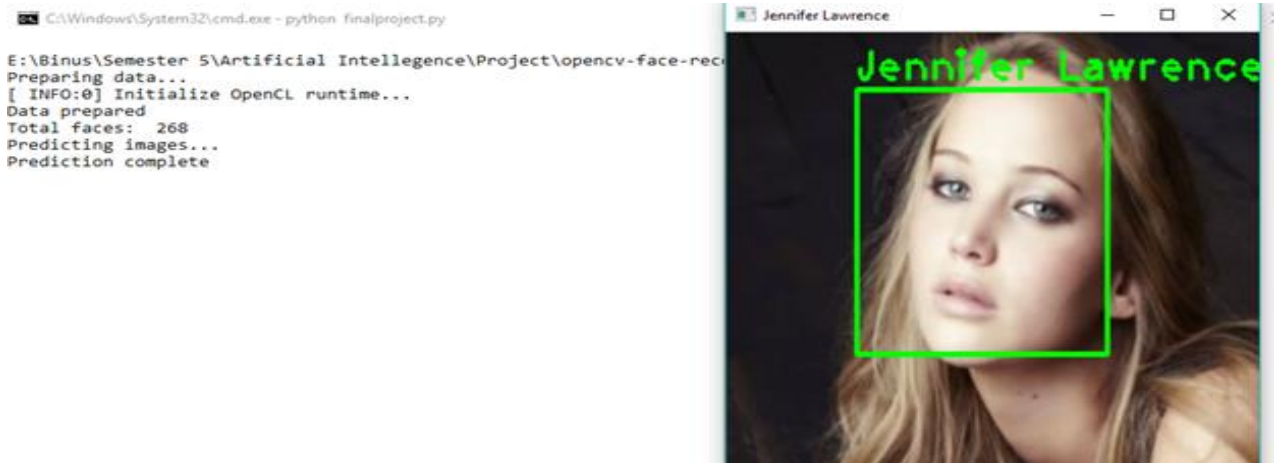 C:\Windows\System32\cmd.exe - python finalproject.py
E:\Binus\Semester 5\Artificial Intellegence\Project\opencv-face-rec
Preparing data...
[ INFO:0] Initialize OpenCL runtime...
Data prepared
Total faces:  268
Predicting images...
Prediction complete
Jennifer Lawrence
Jennifer Lawrence